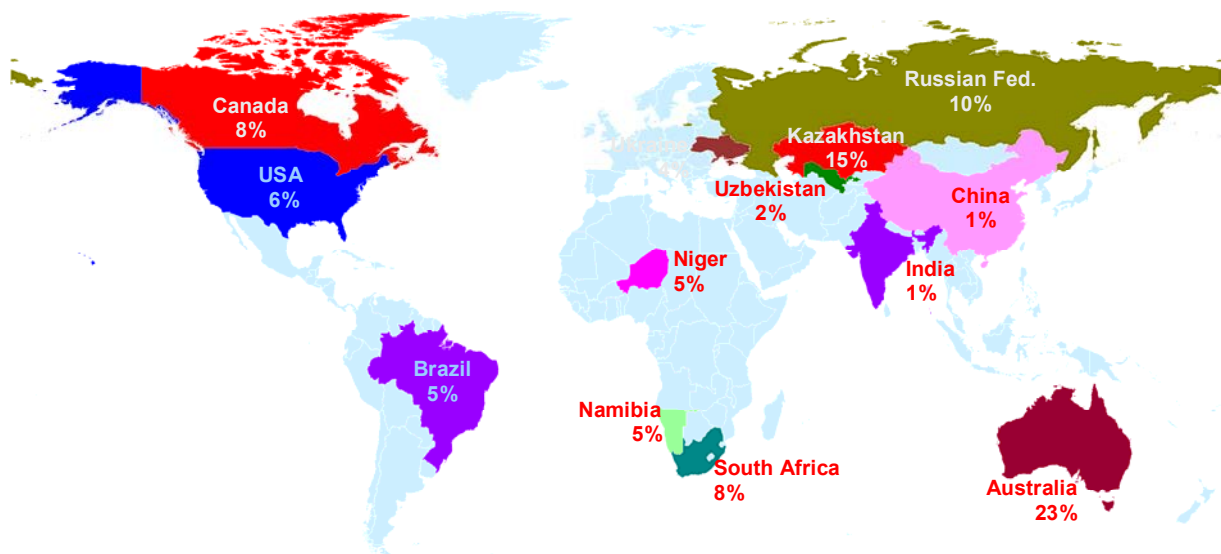 Canada
8%
USA
6%
Brazil
5%
Russian Fed.
10%
Kazakhstan
15%
Uzbekistan
2%
China
1%
India
1%
Niger
5%
Namibia
5%
South Africa
8%
Australia
23%